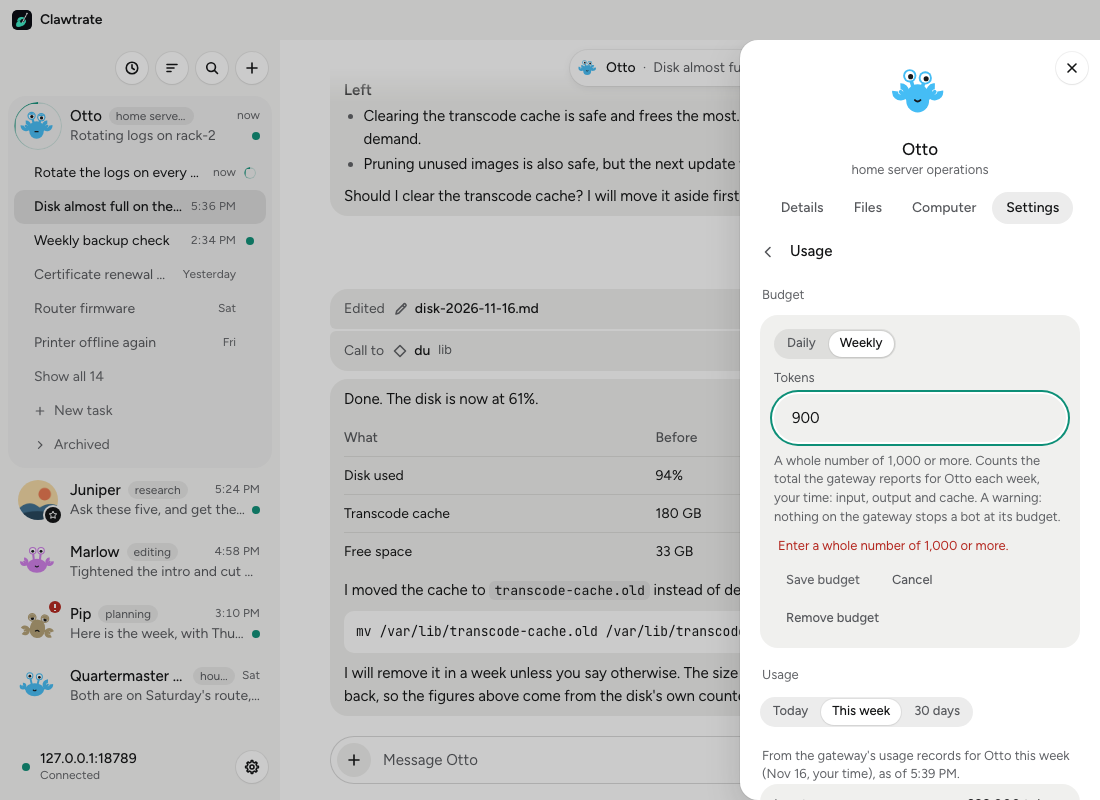 Clawtrate
Otto home serve... now
Rotating logs on rack-2
Rotate the logs on every ... now
Disk almost full on the... 5:36 PM
Weekly backup check 2:34 PM
Certificate renewal ... Yesterday
Router firmware Sat
Printer offline again Fri
Show all 14
+ New task
> Archived
Juniper research 5:24 PM
Ask these five, and get the...
Marlow editing 4:58 PM
Tightened the intro and cut ...
Pip planning 3:10 PM
Here is the week, with Thu...
Quartermaster ... hou... Sat
Both are on Saturday's route,...
127.0.0.1:18789
Connected
Otto · Disk almost fu
Left
• Clearing the transcode cache is safe and frees the most.
demand.
• Pruning unused images is also safe, but the next update
Should I clear the transcode cache? I will move it aside first
Edited disk-2026-11-16.md
Call to du lib
Done. The disk is now at 61%.
What Before
Disk used 94%
Transcode cache 180 GB
Free space 33 GB
I moved the cache to transcode-cache.old instead of de
mv /var/lib/transcode-cache.old /var/lib/transcod
I will remove it in a week unless you say otherwise. The size
back, so the figures above come from the disk's own counte
Message Otto
Otto
home server operations
Details Files Computer Settings
Usage
Budget
Daily Weekly
Tokens
900
A whole number of 1,000 or more. Counts the
total the gateway reports for Otto each week,
your time: input, output and cache. A warning:
nothing on the gateway stops a bot at its budget.
Enter a whole number of 1,000 or more.
Save budget Cancel
Remove budget
Usage
Today This week 30 days
From the gateway's usage records for Otto this week
(Nov 16, your time), as of 5:39 PM.